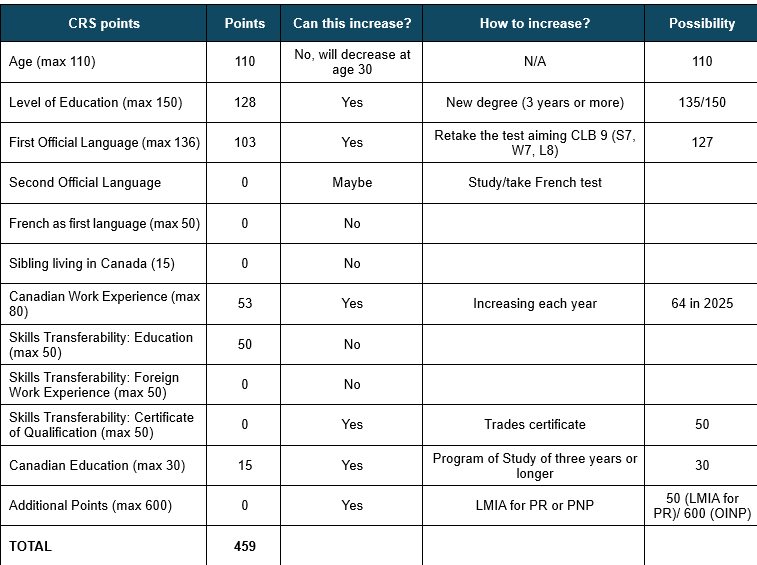 CRS points Points Can this increase? How to increase? Possibility
Age (max 110) 110 No, will decrease at age 30 N/A 110
Level of Education (max 150) 128 Yes New degree (3 years or more) 135/150
First Official Language (max 136) 103 Yes Retake the test aiming CLB 9 (S7, W7, L8) 127
Second Official Language 0 Maybe Study/take French test
French as first language (max 50) 0 No
Sibling living in Canada (15) 0 No
Canadian Work Experience (max 80) 53 Yes Increasing each year 64 in 2025
Skills Transferability: Education (max 50) 50 No
Skills Transferability: Foreign Work Experience (max 50) 0 No
Skills Transferability: Certificate of Qualification (max 50) 0 Yes Trades certificate 50
Canadian Education (max 30) 15 Yes Program of Study of three years or longer 30
Additional Points (max 600) 0 Yes LMIA for PR or PNP 50 (LMIA for PR)/ 600 (OINP)
TOTAL 459